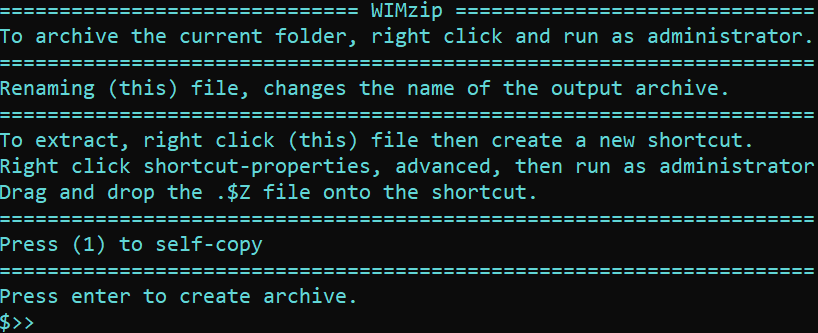 ============================== WIMzip ==============================
To archive the current folder, right click and run as administrator.
====================================================================
Renaming (this) file, changes the name of the output archive.
====================================================================
To extract, right click (this) file then create a new shortcut.
Right click shortcut-properties, advanced, then run as administrator
Drag and drop the .$Z file onto the shortcut.
====================================================================
Press (1) to self-copy
====================================================================
Press enter to create archive.
$>>